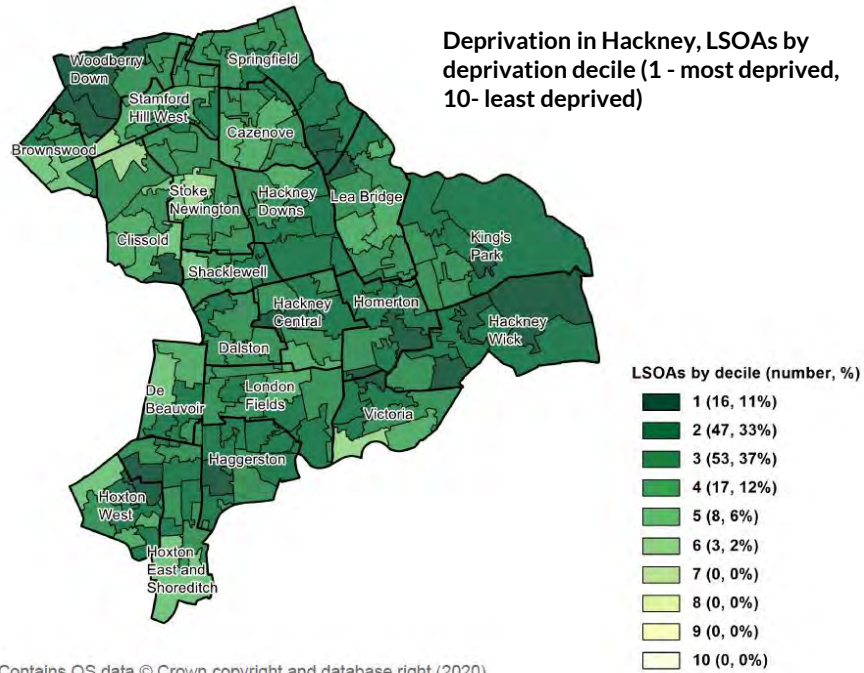 Deprivation in Hackney, LSOAs by
deprivation decile (1 - most deprived,
10- least deprived)
Woodberry
Down
Springfield
Stamford
Hill West
Cazenove
Brownswood
Stoke
Newington
Hackney
Downs
Lea Bridge
Clissold
King's
Park
Shacklewell
Hackney
Central
Homerton
Hackney
Wick
Dalston
De
Beauvoir
London
Fields
Victoria
Haggerston
Hoxton
West
Hoxton
East and
Shoreditch
LSOAs by decile (number, %)
1 (16, 11%)
2 (47, 33%)
3 (53, 37%)
4 (17, 12%)
5 (8, 6%)
6 (3, 2%)
7 (0, 0%)
8 (0, 0%)
9 (0, 0%)
10 (0, 0%)
Contains OS data © Crown copyright and database right (2020)